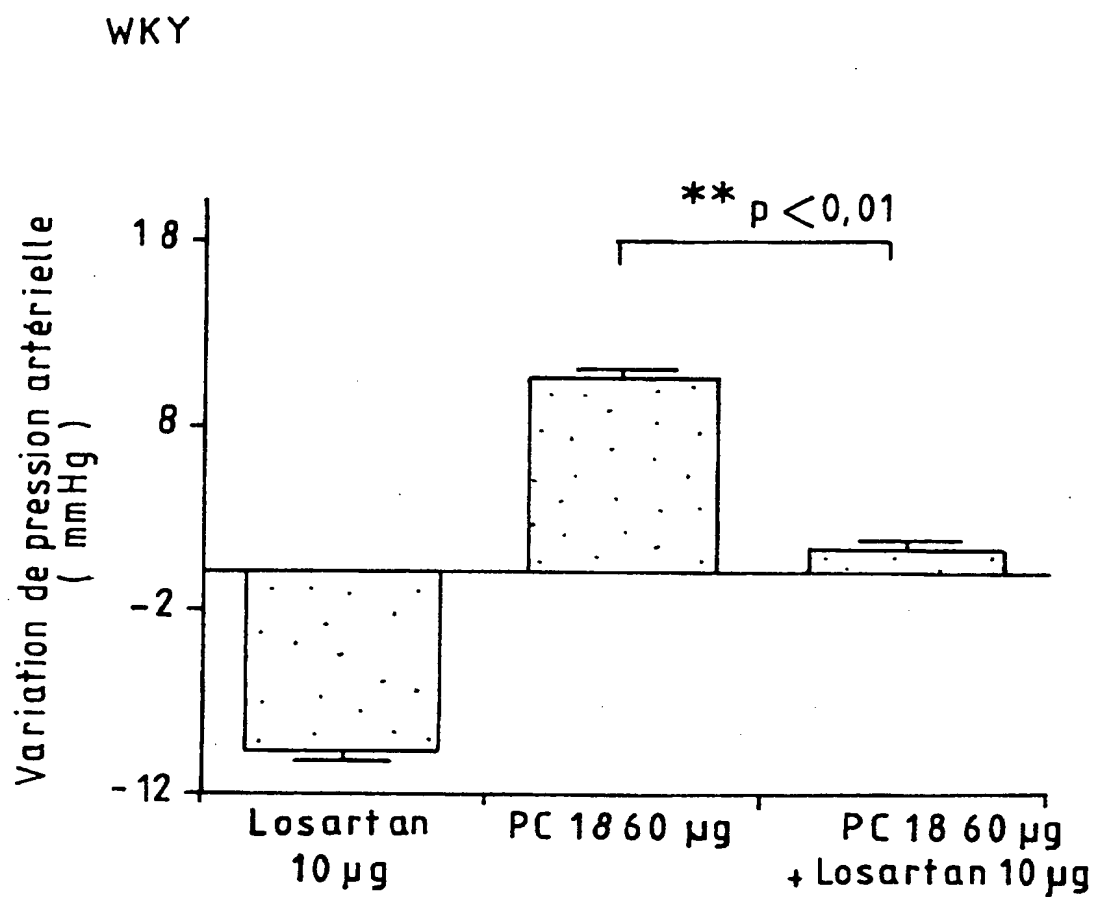 WKY
** p <0,01
Variation de pression artérielle
( mmHg )
18
8
-2
-12
Losartan
10 µg
PC 18 60 µg
PC 18 60 µg
+ Losartan 10 µg